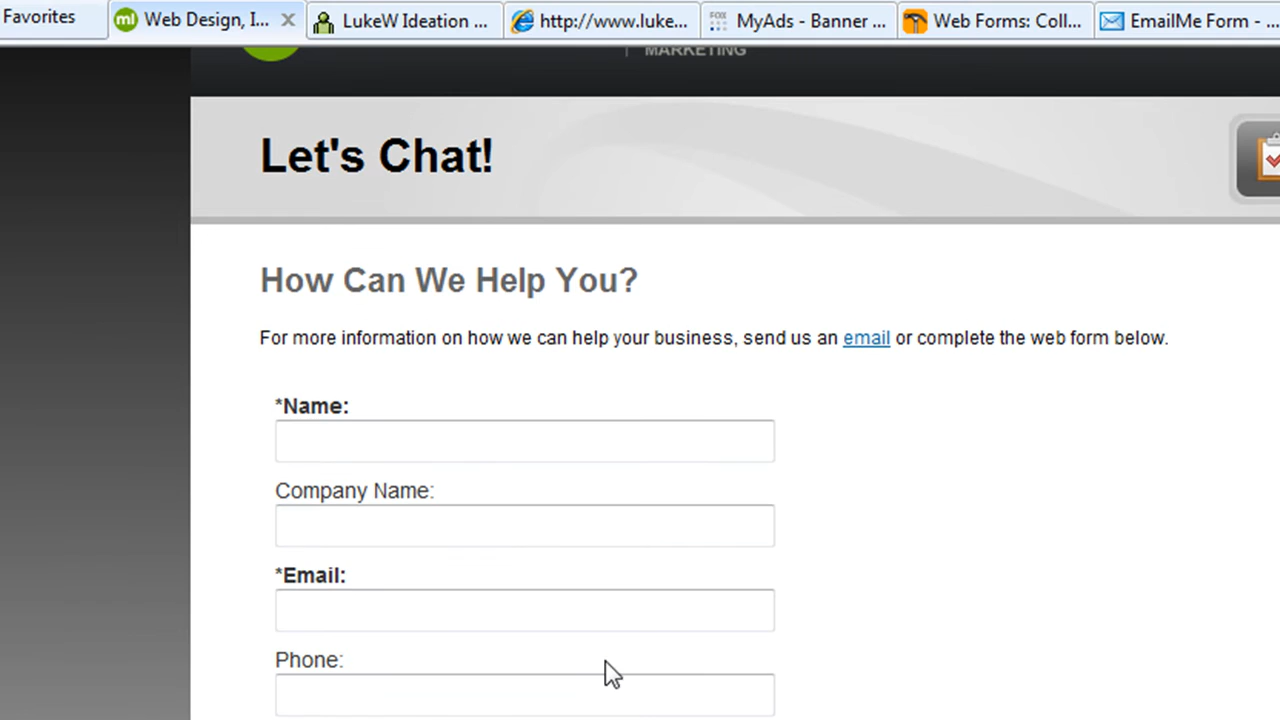 Favorites
ml Web Design, I...
LukeW Ideation ...
http://www.luke...
FOX MyAds - Banner ...
Web Forms: Coll...
EmailMe Form - ...
MARKETING
Let's Chat!
How Can We Help You?
For more information on how we can help your business, send us an email or complete the web form below.
*Name:
Company Name:
*Email:
Phone: